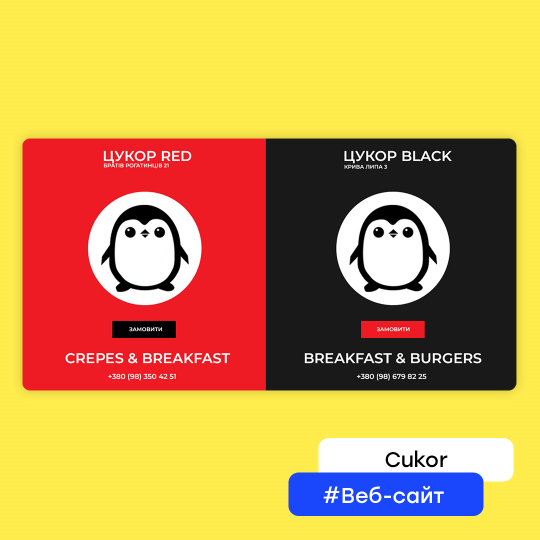 ЦУКОР RED
БРАТІВ РОГАТИНЦІВ 21
ЗАМОВИТИ
CREPES & BREAKFAST
+380 (98) 350 42 51
ЦУКОР BLACK
КРИВА ЛИПА 3
ЗАМОВИТИ
BREAKFAST & BURGERS
+380 (98) 679 82 25
Cukor
#Веб-сайт